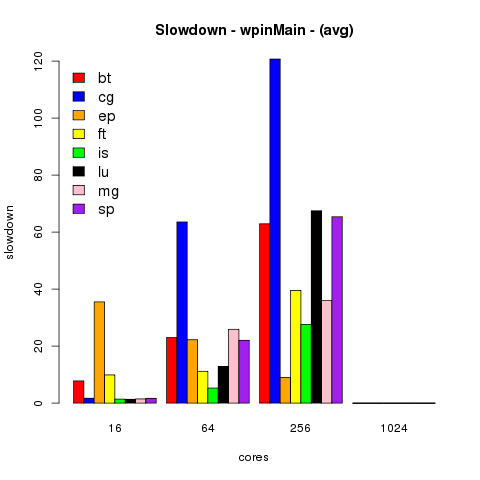 Slowdown - wpinMain - (avg)
120
100
80
60
40
20
0
slowdown
bt
cg
ep
ft
is
lu
mg
sp
16 64 256 1024
cores